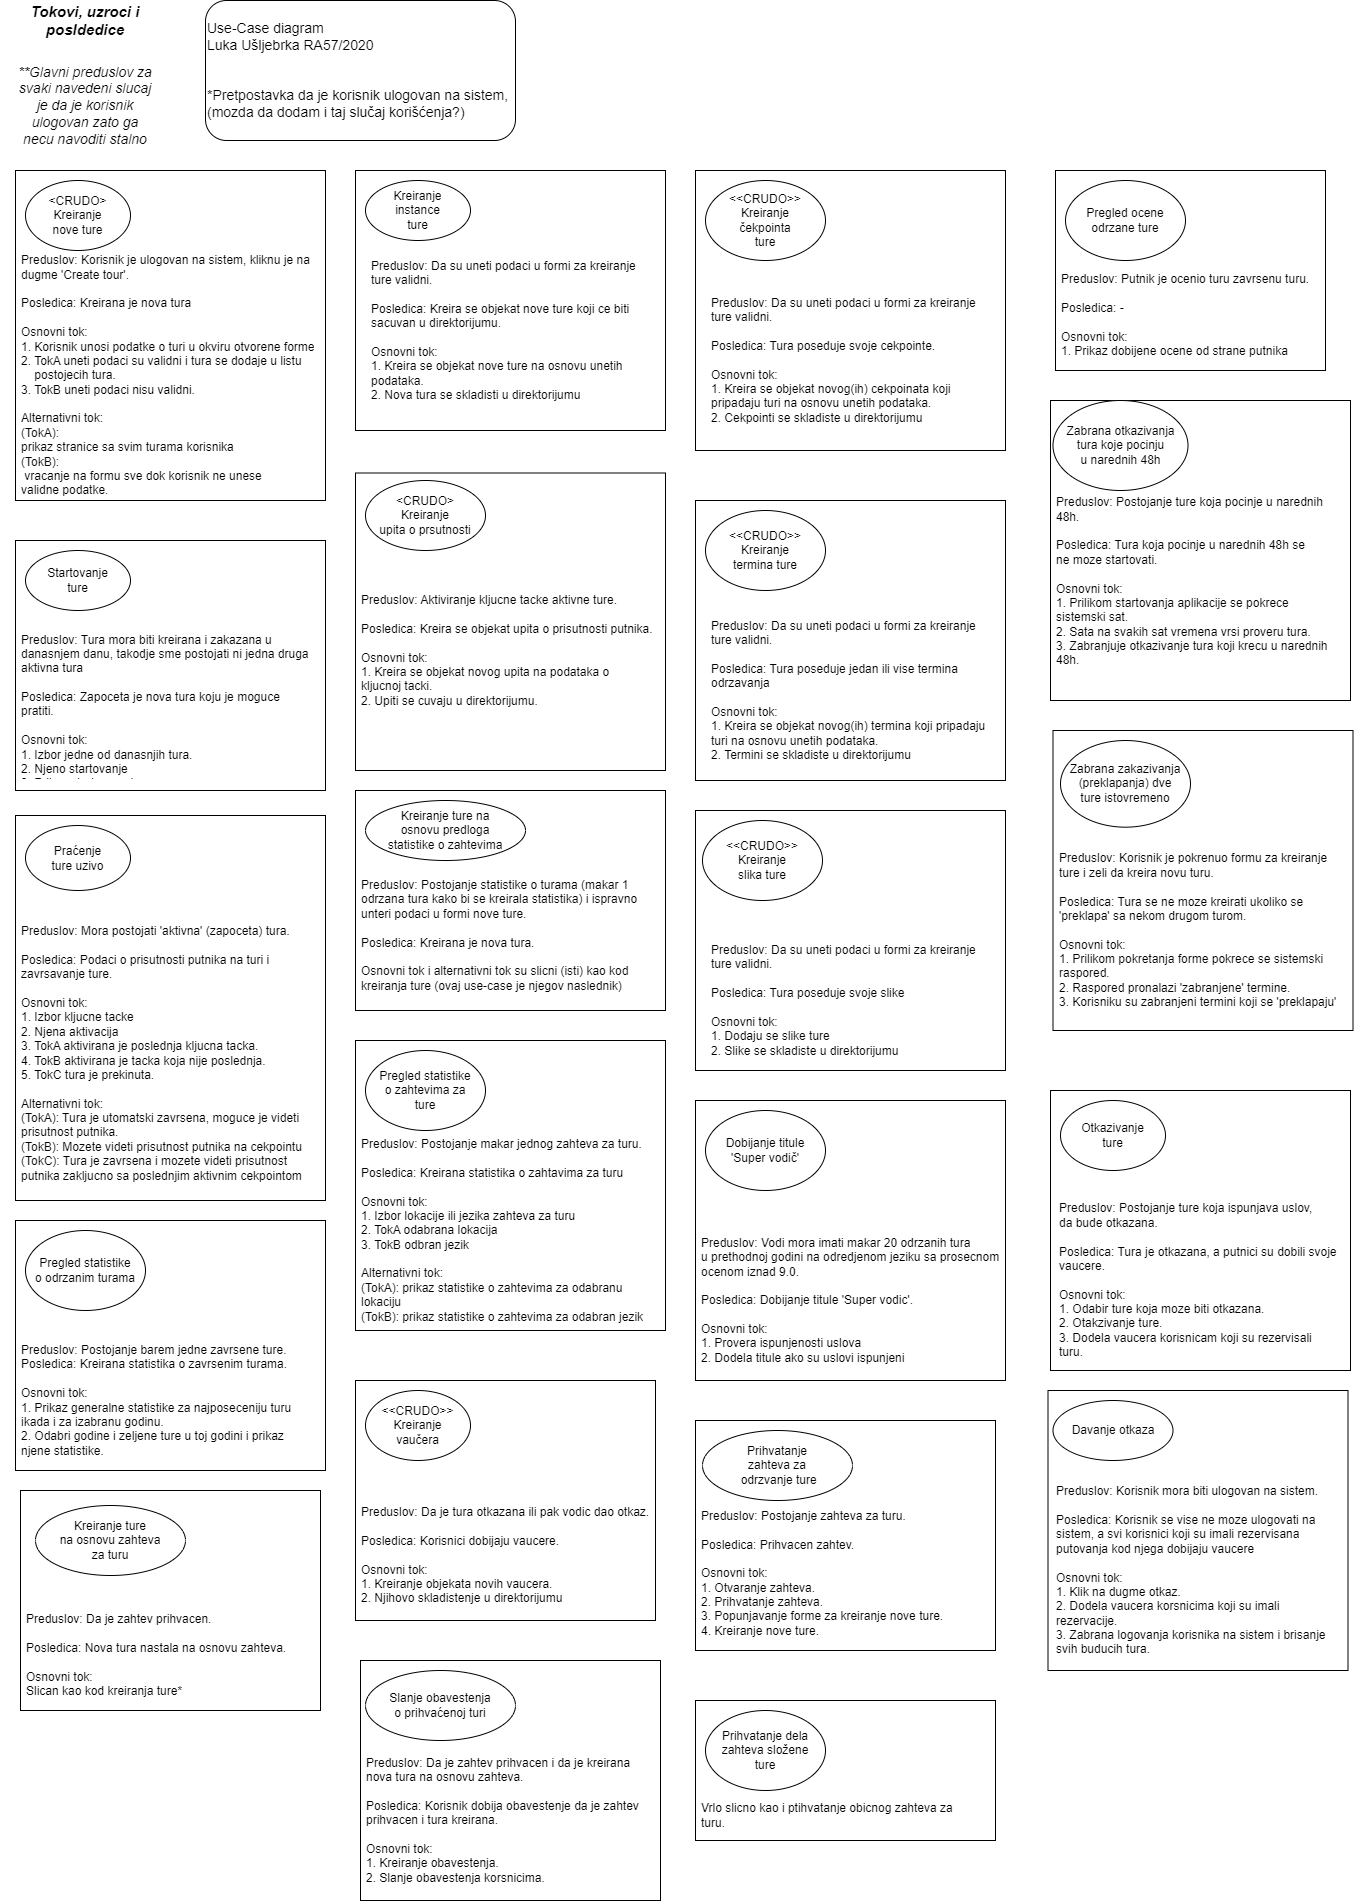 Tokovi, uzroci i
posldedice
**Glavni preduslov za
svaki navedeni slucaj
je da je korisnik
ulogovan zato ga
necu navoditi stalno
Use-Case diagram
Luka Ušljebrka RA57/2020
*Pretpostavka da je korisnik ulogovan na sistem,
(mozda da dodam i taj slučaj korišćenja?)
<CRUDO>
Kreiranje
nove ture
Preduslov: Korisnik je ulogovan na sistem, kliknu je na
dugme 'Create tour'.
Posledica: Kreirana je nova tura
Osnovni tok:
1. Korisnik unosi podatke o turi u okviru otvorene forme
2. TokA uneti podaci su validni i tura se dodaje u listu
postojecih tura.
3. TokB uneti podaci nisu validni.
Alternativni tok:
(TokA):
prikaz stranice sa svim turama korisnika
(TokB):
vracanje na formu sve dok korisnik ne unese
validne podatke.
Startovanje
ture
Preduslov: Tura mora biti kreirana i zakazana u
danasnjem danu, takodje sme postojati ni jedna druga
aktivna tura
Posledica: Zapoceta je nova tura koju je moguce
pratiti.
Osnovni tok:
1. Izbor jedne od danasnjih tura.
2. Njeno startovanje
Praćenje
ture uzivo
Preduslov: Mora postojati 'aktivna' (zapoceta) tura.
Posledica: Podaci o prisutnosti putnika na turi i
zavrsavanje ture.
Osnovni tok:
1. Izbor kljucne tacke
2. Njena aktivacija
3. TokA aktivirana je poslednja kljucna tacka.
4. TokB aktivirana je tacka koja nije poslednja.
5. TokC tura je prekinuta.
Alternativni tok:
(TokA): Tura je utomatski zavrsena, moguce je videti
prisutnost putnika.
(TokB): Mozete videti prisutnost putnika na cekpointu
(TokC): Tura je zavrsena i mozete videti prisutnost
putnika zakljucno sa poslednjim aktivnim cekpointom
Pregled statistike
o odrzanim turama
Preduslov: Postojanje barem jedne zavrsene ture.
Posledica: Kreirana statistika o zavrsenim turama.
Osnovni tok:
1. Prikaz generalne statistike za najposeceniju turu
ikada i za izabranu godinu.
2. Odabri godine i zeljene ture u toj godini i prikaz
njene statistike.
Kreiranje ture
na osnovu zahteva
za turu
Preduslov: Da je zahtev prihvacen.
Posledica: Nova tura nastala na osnovu zahteva.
Osnovni tok:
Slican kao kod kreiranja ture*
Kreiranje
instance
ture
Preduslov: Da su uneti podaci u formi za kreiranje
ture validni.
Posledica: Kreira se objekat nove ture koji ce biti
sacuvan u direktorijumu.
Osnovni tok:
1. Kreira se objekat nove ture na osnovu unetih
podataka.
2. Nova tura se skladisti u direktorijumu
<CRUDO>
Kreiranje
upita o prsutnosti
Preduslov: Aktiviranje kljucne tacke aktivne ture.
Posledica: Kreira se objekat upita o prisutnosti putnika.
Osnovni tok:
1. Kreira se objekat novog upita na podataka o
kljucnoj tacki.
2. Upiti se cuvaju u direktorijumu.
Kreiranje ture na
osnovu predloga
statistike o zahtevima
Preduslov: Postojanje statistike o turama (makar 1
odrzana tura kako bi se kreirala statistika) i ispravno
unteri podaci u formi nove ture.
Posledica: Kreirana je nova tura.
Osnovni tok i alternativni tok su slicni (isti) kao kod
kreiranja ture (ovaj use-case je njegov naslednik)
Pregled statistike
o zahtevima za
ture
Preduslov: Postojanje makar jednog zahteva za turu.
Posledica: Kreirana statistika o zahtavima za turu
Osnovni tok:
1. Izbor lokacije ili jezika zahteva za turu
2. TokA odabrana lokacija
3. TokB odbran jezik
Alternativni tok:
(TokA): prikaz statistike o zahtevima za odabranu
lokaciju
(TokB): prikaz statistike o zahtevima za odabran jezik
<<CRUDO>>
Kreiranje
vaučera
Preduslov: Da je tura otkazana ili pak vodic dao otkaz.
Posledica: Korisnici dobijaju vaucere.
Osnovni tok:
1. Kreiranje objekata novih vaucera.
2. Njihovo skladistenje u direktorijumu
Slanje obavestenja
o prihvaćenoj turi
Preduslov: Da je zahtev prihvacen i da je kreirana
nova tura na osnovu zahteva.
Posledica: Korisnik dobija obavestenje da je zahtev
prihvacen i tura kreirana.
Osnovni tok:
1. Kreiranje obavestenja.
2. Slanje obavestenja korsnicima.
<<CRUDO>>
Kreiranje
čekpointa
ture
Preduslov: Da su uneti podaci u formi za kreiranje
ture validni.
Posledica: Tura poseduje svoje cekpointe.
Osnovni tok:
1. Kreira se objekat novog(ih) cekpoinata koji
pripadaju turi na osnovu unetih podataka.
2. Cekpointi se skladiste u direktorijumu
<<CRUDO>>
Kreiranje
termina ture
Preduslov: Da su uneti podaci u formi za kreiranje
ture validni.
Posledica: Tura poseduje jedan ili vise termina
odrzavanja
Osnovni tok:
1. Kreira se objekat novog(ih) termina koji pripadaju
turi na osnovu unetih podataka.
2. Termini se skladiste u direktorijumu
<<CRUDO>>
Kreiranje
slika ture
Preduslov: Da su uneti podaci u formi za kreiranje
ture validni.
Posledica: Tura poseduje svoje slike
Osnovni tok:
1. Dodaju se slike ture
2. Slike se skladiste u direktorijumu
Dobijanje titule
'Super vodič'
Preduslov: Vodi mora imati makar 20 odrzanih tura
u prethodnoj godini na odredjenom jeziku sa prosecnom
ocenom iznad 9.0.
Posledica: Dobijanje titule 'Super vodic'.
Osnovni tok:
1. Provera ispunjenosti uslova
2. Dodela titule ako su uslovi ispunjeni
Prihvatanje
zahteva za
odrzvanje ture
Preduslov: Postojanje zahteva za turu.
Posledica: Prihvacen zahtev.
Osnovni tok:
1. Otvaranje zahteva.
2. Prihvatanje zahteva.
3. Popunjavanje forme za kreiranje nove ture.
4. Kreiranje nove ture.
Prihvatanje dela
zahteva složene
ture
Vrlo slicno kao i ptihvatanje obicnog zahteva za
turu.
Pregled ocene
odrzane ture
Preduslov: Putnik je ocenio turu zavrsenu turu.
Posledica: -
Osnovni tok:
1. Prikaz dobijene ocene od strane putnika
Zabrana otkazivanja
tura koje pocinju
u narednih 48h
Preduslov: Postojanje ture koja pocinje u narednih
48h.
Posledica: Tura koja pocinje u narednih 48h se
ne moze startovati.
Osnovni tok:
1. Prilikom startovanja aplikacije se pokrece
sistemski sat.
2. Sata na svakih sat vremena vrsi proveru tura.
3. Zabranjuje otkazivanje tura koji krecu u narednih
48h.
Zabrana zakazivanja
(preklapanja) dve
ture istovremeno
Preduslov: Korisnik je pokrenuo formu za kreiranje
ture i zeli da kreira novu turu.
Posledica: Tura se ne moze kreirati ukoliko se
'preklapa' sa nekom drugom turom.
Osnovni tok:
1. Prilikom pokretanja forme pokrece se sistemski
raspored.
2. Raspored pronalazi 'zabranjene' termine.
3. Korisniku su zabranjeni termini koji se 'preklapaju'
Otkazivanje
ture
Preduslov: Postojanje ture koja ispunjava uslov,
da bude otkazana.
Posledica: Tura je otkazana, a putnici su dobili svoje
vaucere.
Osnovni tok:
1. Odabir ture koja moze biti otkazana.
2. Otakzivanje ture.
3. Dodela vaucera korisnicam koji su rezervisali
turu.
Davanje otkaza
Preduslov: Korisnik mora biti ulogovan na sistem.
Posledica: Korisnik se vise ne moze ulogovati na
sistem, a svi korisnici koji su imali rezervisana
putovanja kod njega dobijaju vaucere
Osnovni tok:
1. Klik na dugme otkaz.
2. Dodela vaucera korsnicima koji su imali
rezervacije.
3. Zabrana logovanja korisnika na sistem i brisanje
svih buducih tura.